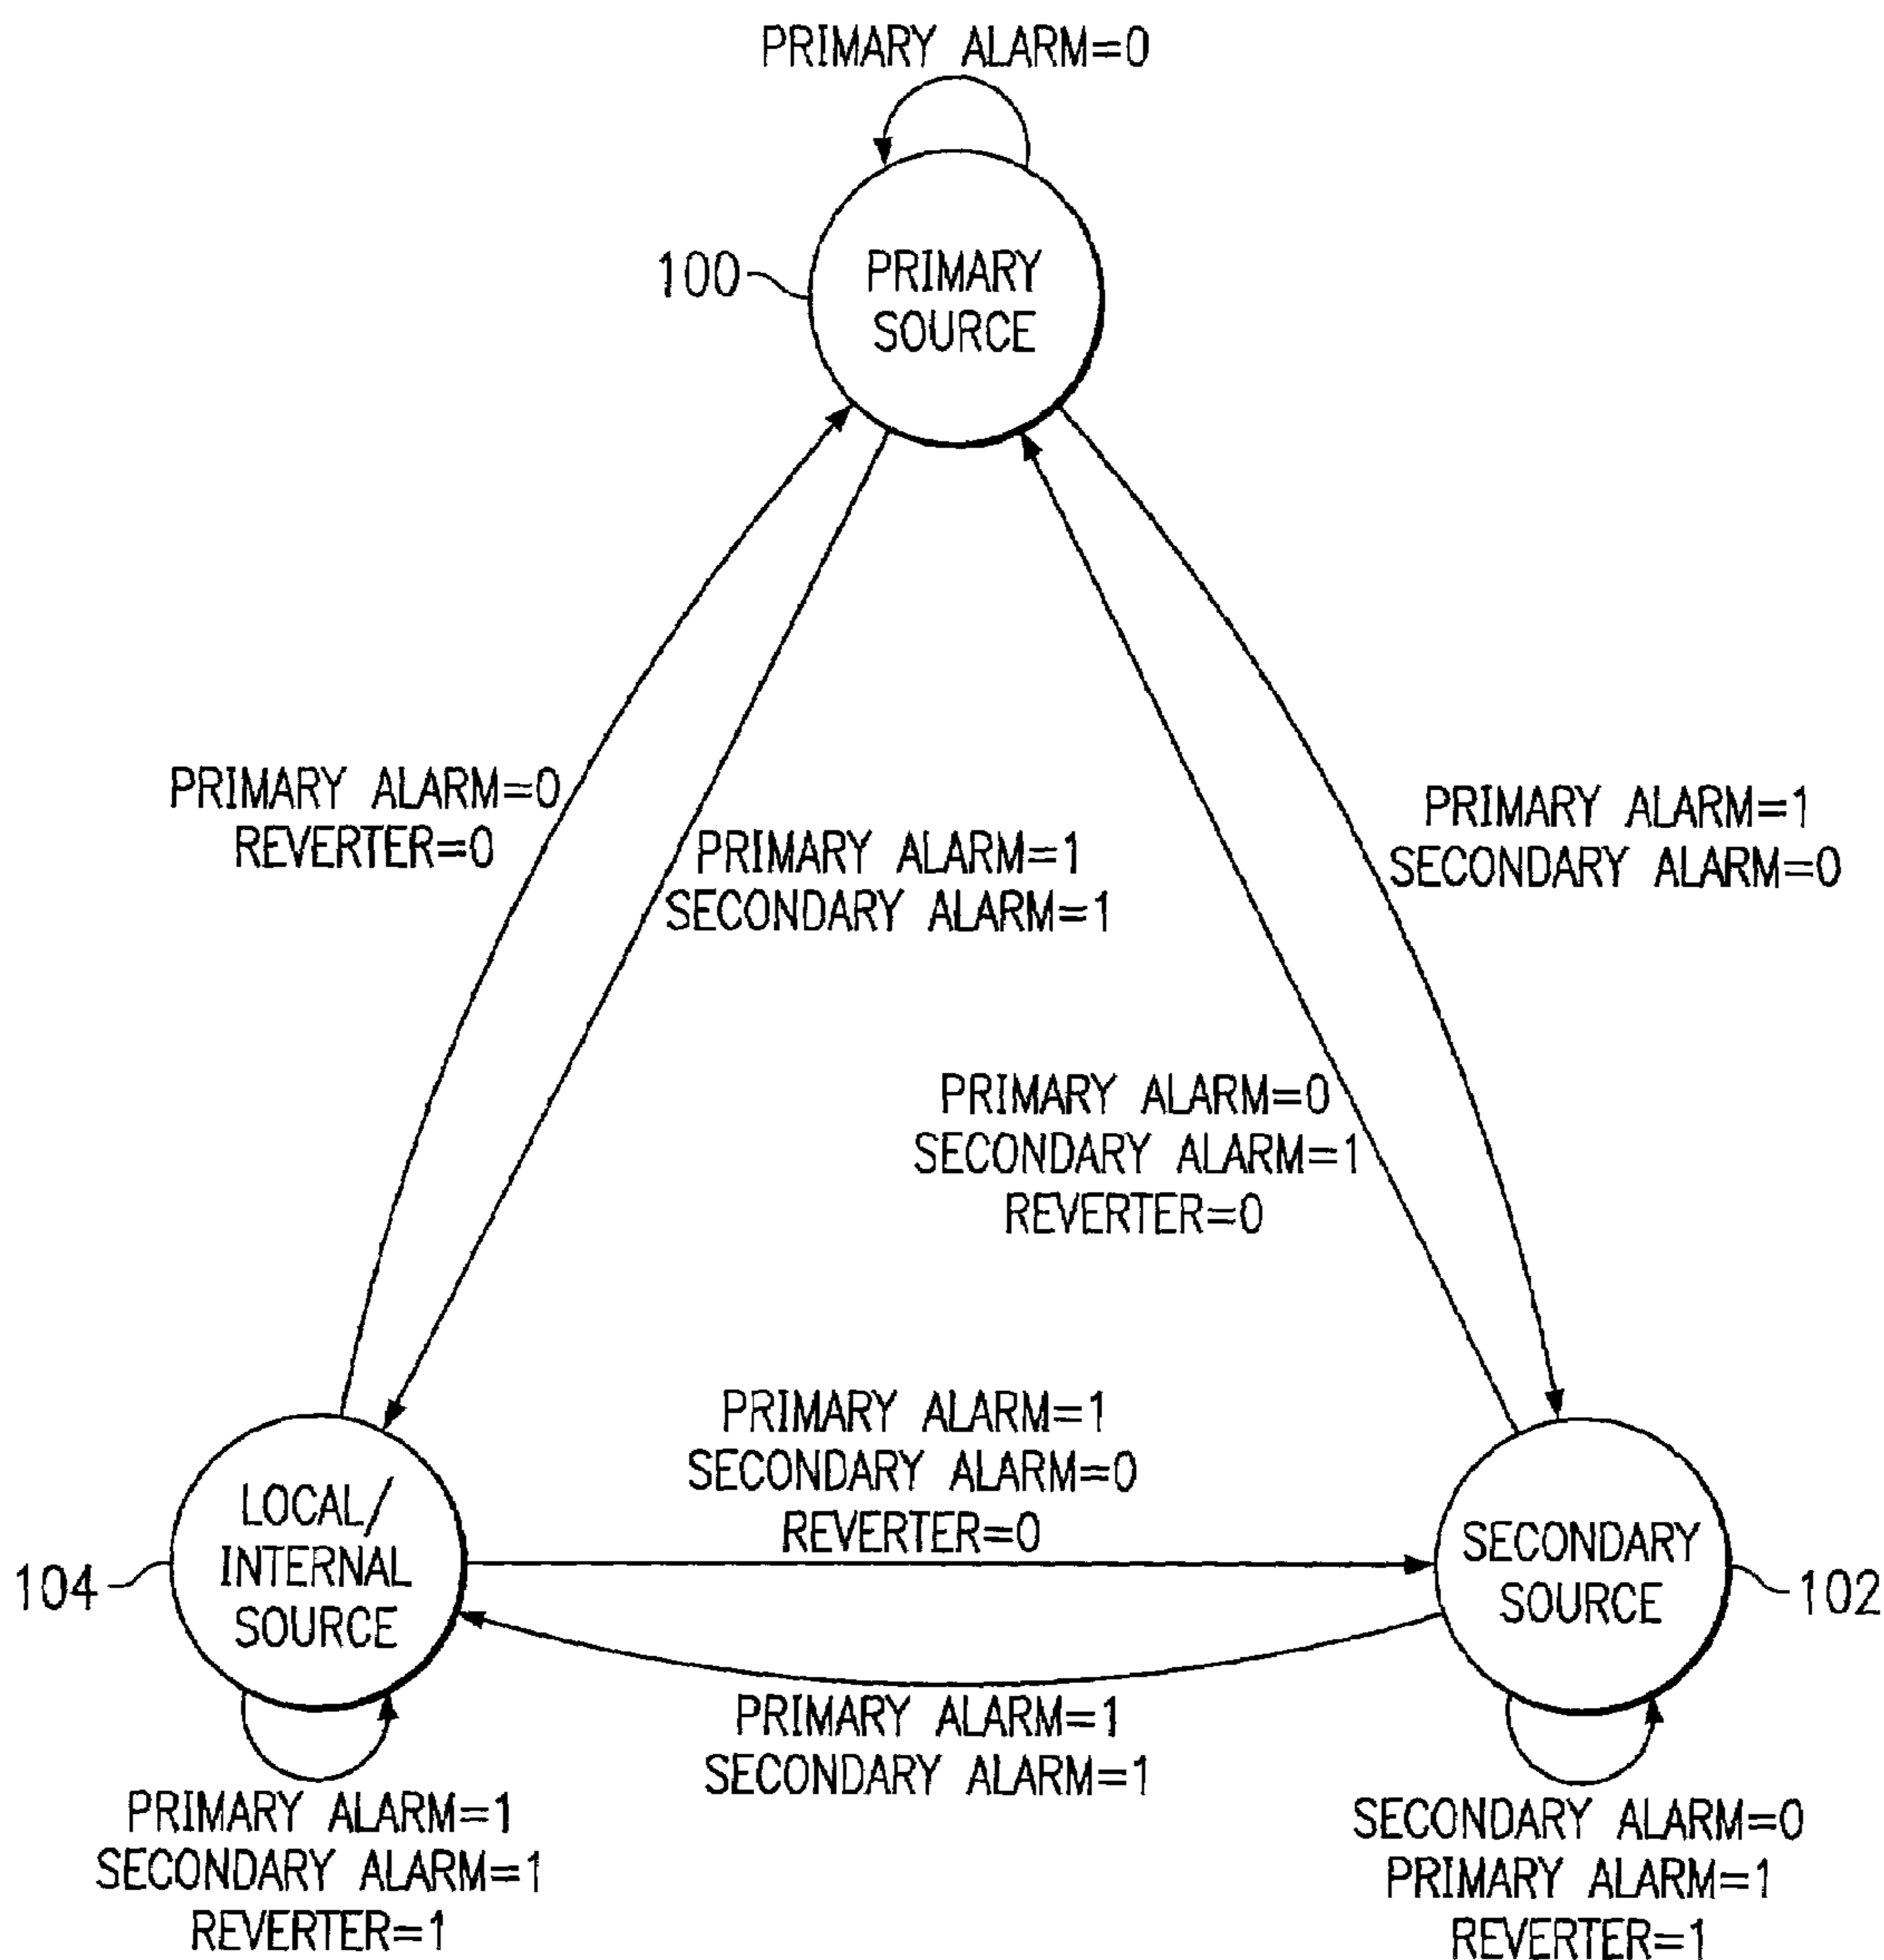 PRIMARY ALARM=0
100
PRIMARY
SOURCE
PRIMARY ALARM=0
REVERTER=0
PRIMARY ALARM=1
SECONDARY ALARM=1
PRIMARY ALARM=1
SECONDARY ALARM=0
PRIMARY ALARM=0
SECONDARY ALARM=1
REVERTER=0
PRIMARY ALARM=1
SECONDARY ALARM=0
REVERTER=0
104
LOCAL/
INTERNAL
SOURCE
SECONDARY
SOURCE
102
PRIMARY ALARM=1
SECONDARY ALARM=1
PRIMARY ALARM=1
SECONDARY ALARM=1
REVERTER=1
SECONDARY ALARM=0
PRIMARY ALARM=1
REVERTER=1